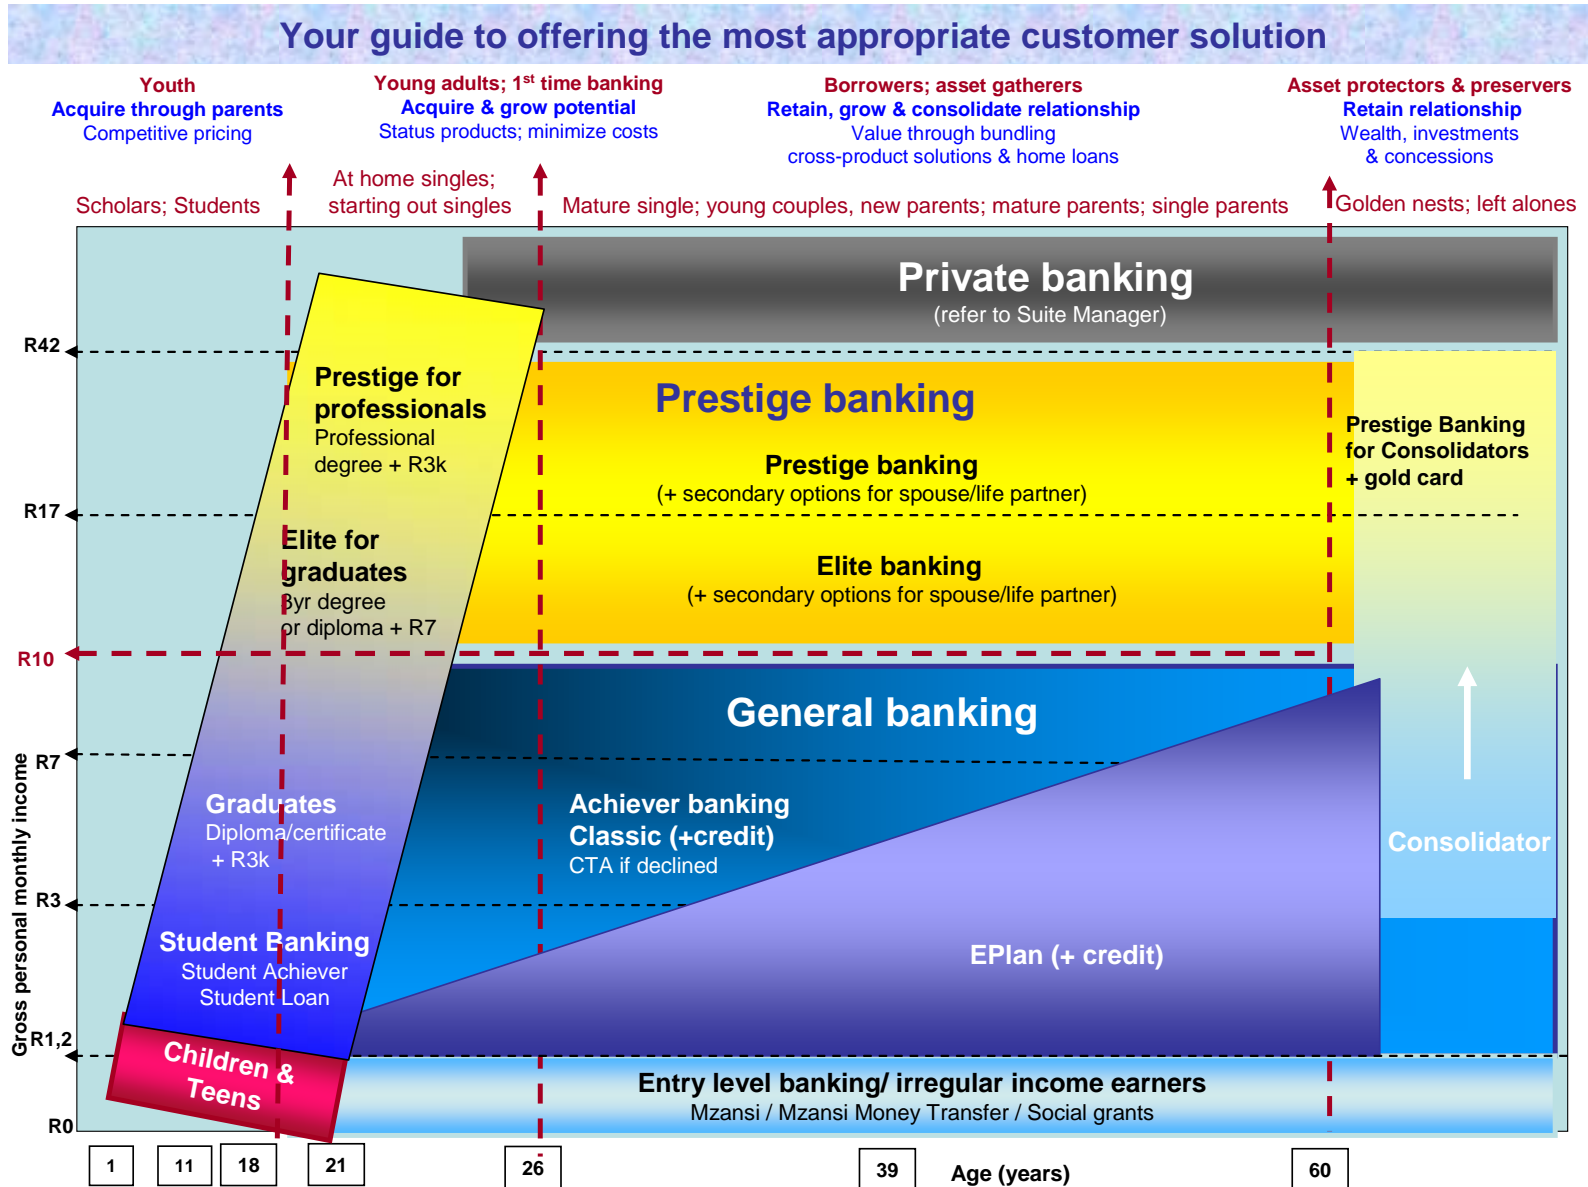 Your guide to offering the most appropriate customer solution
Youth
Acquire through parents
Competitive pricing
Young adults; 1st time banking
Acquire & grow potential
Status products; minimize costs
Borrowers; asset gatherers
Retain, grow & consolidate relationship
Value through bundling
cross-product solutions & home loans
Asset protectors & preservers
Retain relationship
Wealth, investments
& concessions
Scholars; Students
At home singles;
starting out singles
Mature single; young couples, new parents; mature parents; single parents
Golden nests; left alones
Private banking
(refer to Suite Manager)
R42
Prestige for
professionals
Professional
degree + R3k
Prestige banking
Prestige banking
(+ secondary options for spouse/life partner)
Prestige Banking
for Consolidators
+ gold card
R17
Elite for
graduates
3yr degree
or diploma + R7
Elite banking
(+ secondary options for spouse/life partner)
R10
General banking
R7
Graduates
Diploma/certificate
+ R3k
Achiever banking
Classic (+credit)
CTA if declined
Consolidator
R3
Student Banking
Student Achiever
Student Loan
EPlan (+ credit)
Gross personal monthly income
R1,2
Children &
Teens
Entry level banking/ irregular income earners
Mzansi / Mzansi Money Transfer / Social grants
R0
1
11
18
21
26
39
Age (years)
60